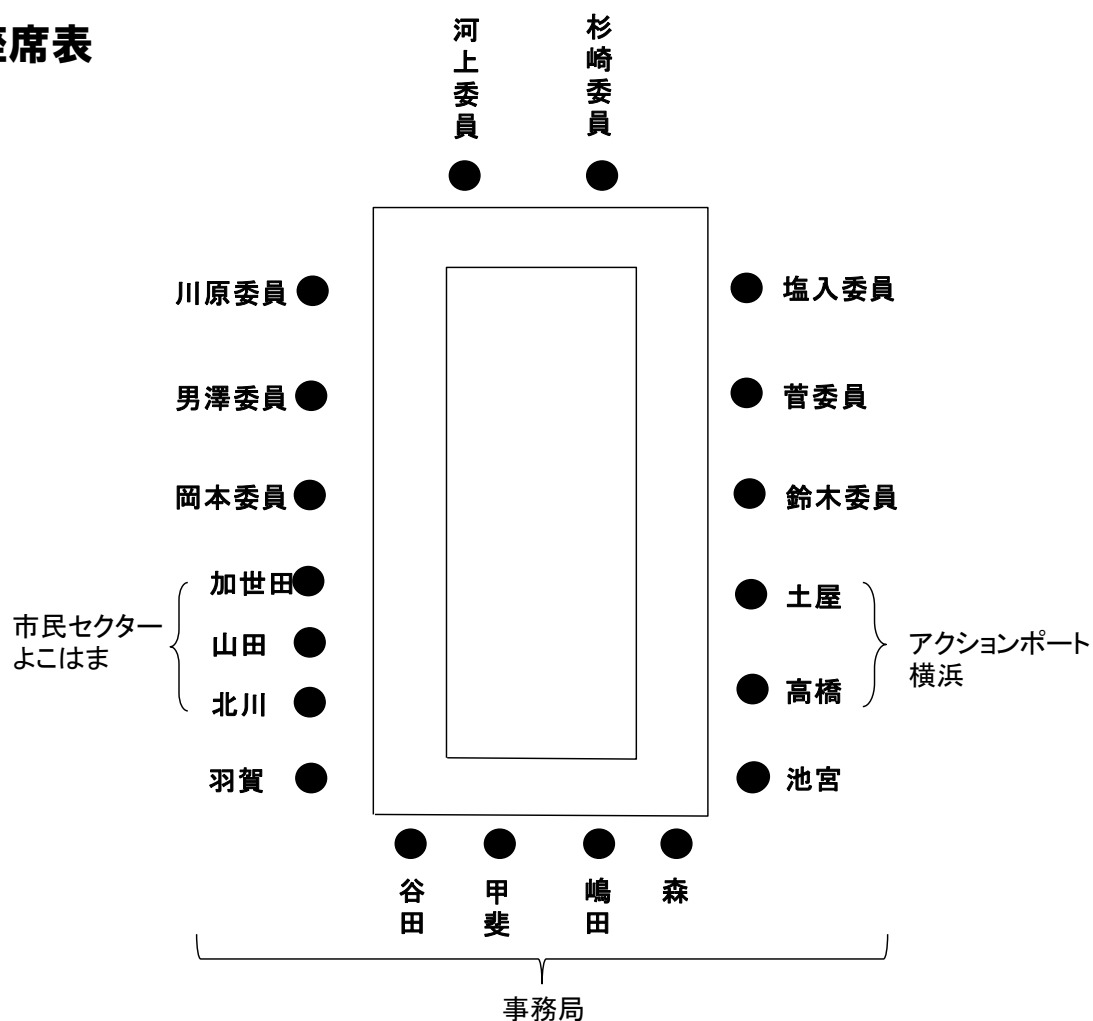 座席表
河上委員
杉崎委員
川原委員
塩入委員
男澤委員
菅委員
岡本委員
鈴木委員
加世田
山田
北川
市民セクター
よこはま
土屋
高橋
アクションポート
横浜
羽賀
池宮
谷田
甲斐
嶋田
森
事務局